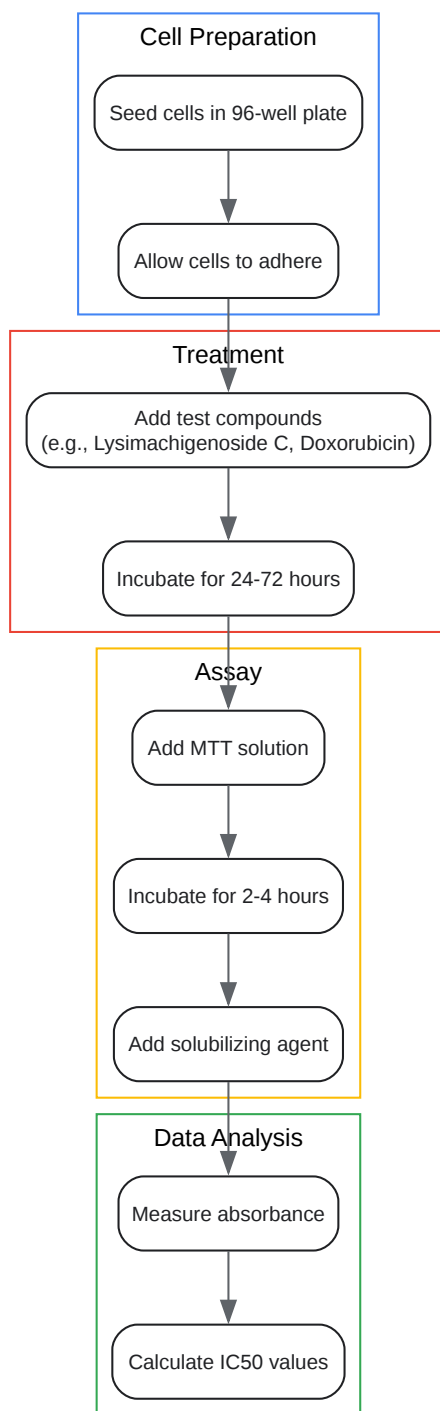 Cell Preparation
Seed cells in 96-well plate
Allow cells to adhere
Treatment
Add test compounds
(e.g., Lysimachigenoside C, Doxorubicin)
Incubate for 24-72 hours
Assay
Add MTT solution
Incubate for 2-4 hours
Add solubilizing agent
Data Analysis
Measure absorbance
Calculate IC50 values